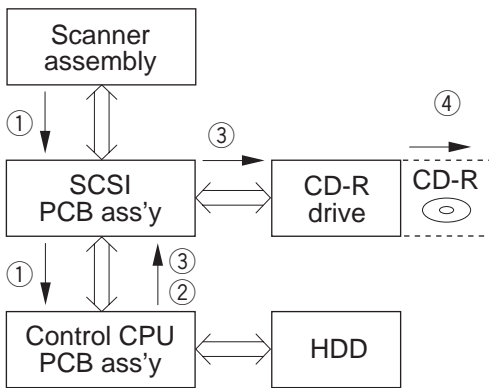 Scanner
assembly
①
③
④
SCSI
PCB ass'y
CD-R
drive
CD-R
①
③
②
Control CPU
PCB ass'y
HDD